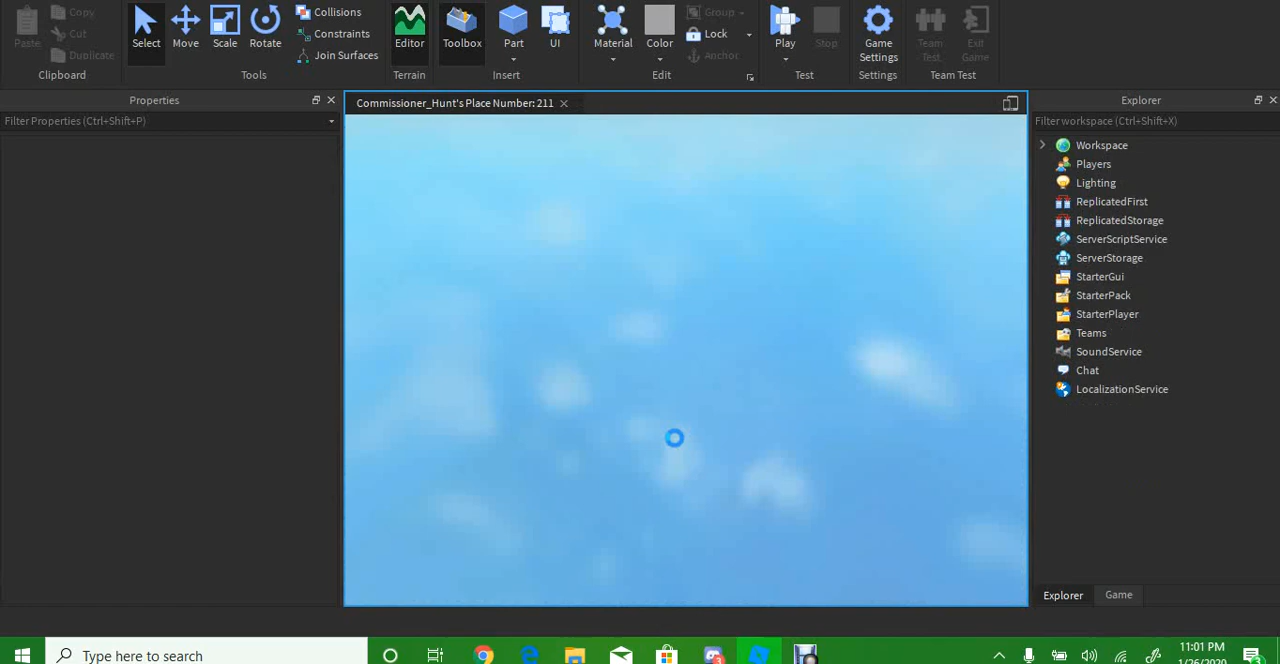 Paste Copy Cut Duplicate Select Move Scale Rotate Collisions Constraints Join Surfaces Editor Toolbox Part UI Material Color Group Lock Anchor Play Stop Game Settings Team Test Exit Game
Clipboard Tools Terrain Insert Edit Test Settings Team Test
Properties
Commissioner_Hunt's Place Number: 211
Explorer
Filter Properties (Ctrl+Shift+P)
Filter workspace (Ctrl+Shift+X)
Workspace
Players
Lighting
ReplicatedFirst
ReplicatedStorage
ServerScriptService
ServerStorage
StarterGui
StarterPack
StarterPlayer
Teams
SoundService
Chat
LocalizationService
Explorer Game
Type here to search
11:01 PM
1/26/2020